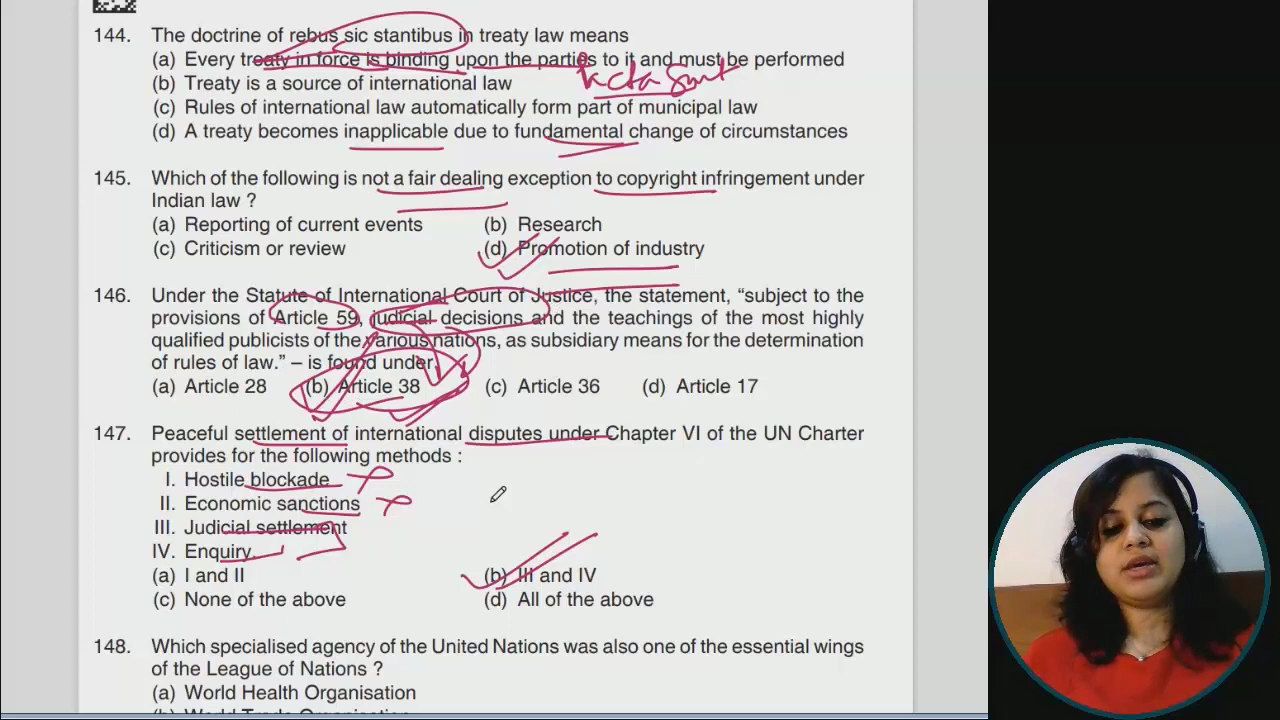 144. The doctrine of rebus sic stantibus in treaty law means
(a) Every treaty in force is binding upon the parties to it and must be performed
Pacta Sunt
(b) Treaty is a source of international law
(c) Rules of international law automatically form part of municipal law
(d) A treaty becomes inapplicable due to fundamental change of circumstances
145. Which of the following is not a fair dealing exception to copyright infringement under
Indian law ?
(a) Reporting of current events (b) Research
(c) Criticism or review (d) Promotion of industry
146. Under the Statute of International Court of Justice, the statement, “subject to the
provisions of Article 59, judicial decisions and the teachings of the most highly
qualified publicists of the various nations, as subsidiary means for the determination
of rules of law.” – is found under
(a) Article 28 (b) Article 38 (c) Article 36 (d) Article 17
147. Peaceful settlement of international disputes under Chapter VI of the UN Charter
provides for the following methods :
I. Hostile blockade
II. Economic sanctions
III. Judicial settlement
IV. Enquiry
(a) I and II (b) III and IV
(c) None of the above (d) All of the above
148. Which specialised agency of the United Nations was also one of the essential wings
of the League of Nations ?
(a) World Health Organisation
(b) World Trade Organisation